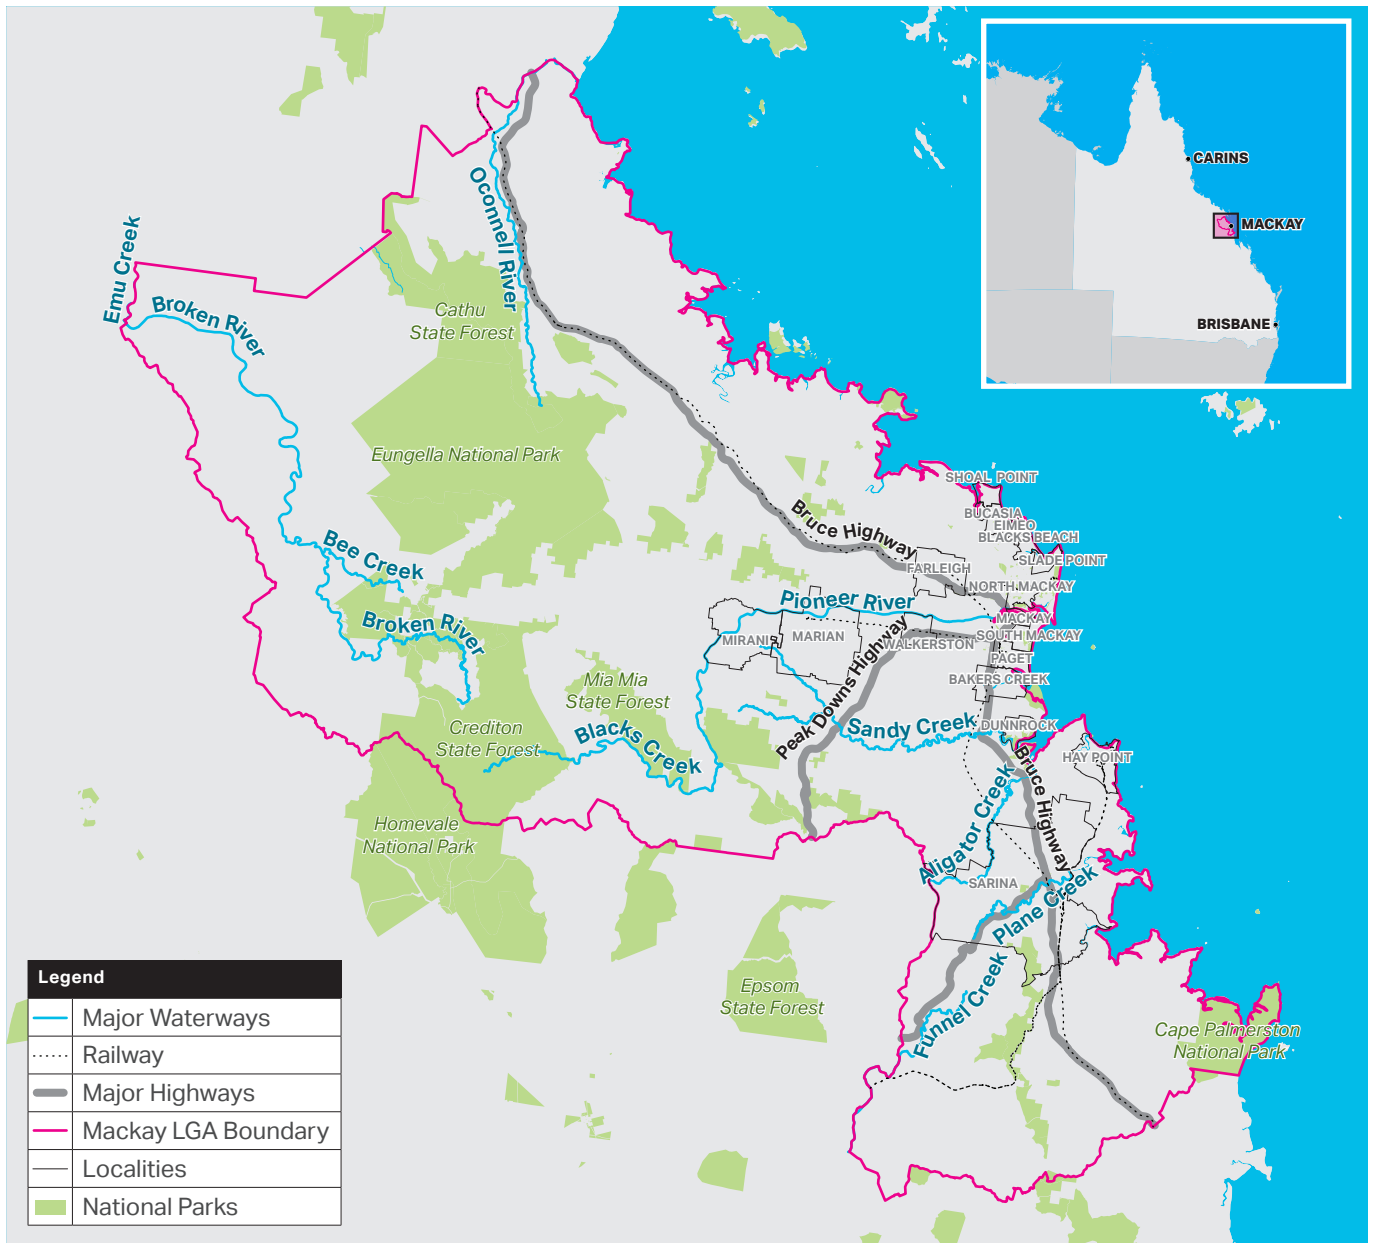 CARINS
MACKAY
BRISBANE
Oconnell River
Emu Creek
Broken River
Cathu
State Forest
Eungella National Park
SHOAL POINT
BUCASIA
EIMEO
BLACKS BEACH
Bruce Highway
SLADE POINT
Bee Creek
FARLEIGH
NORTH MACKAY
Pioneer River
MACKAY
Broken River
MIRANI
MARIAN
WALKERSTON
SOUTH MACKAY
PAGET
Mia Mia
State Forest
BAKERS CREEK
Peak Downs Highway
Crediton
State Forest
Blacks Creek
Sandy Creek
DUNNROCK
HAY POINT
Bruce Highway
Aligator Creek
Homevale
National Park
SARINA
Plane Creek
Epsom
State Forest
Funnel Creek
Cape Palmerston
National Park
Legend
Major Waterways
Railway
Major Highways
Mackay LGA Boundary
Localities
National Parks